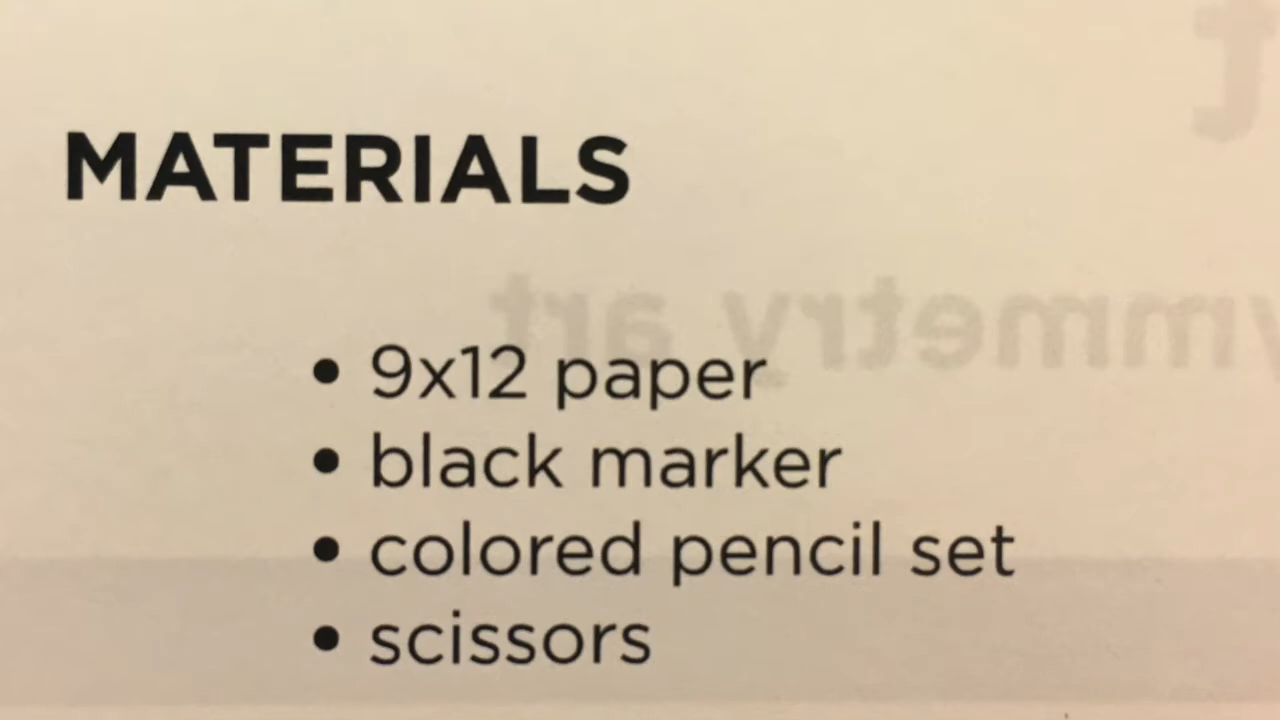 MATERIALS
• 9x12 paper
• black marker
• colored pencil set
• scissors